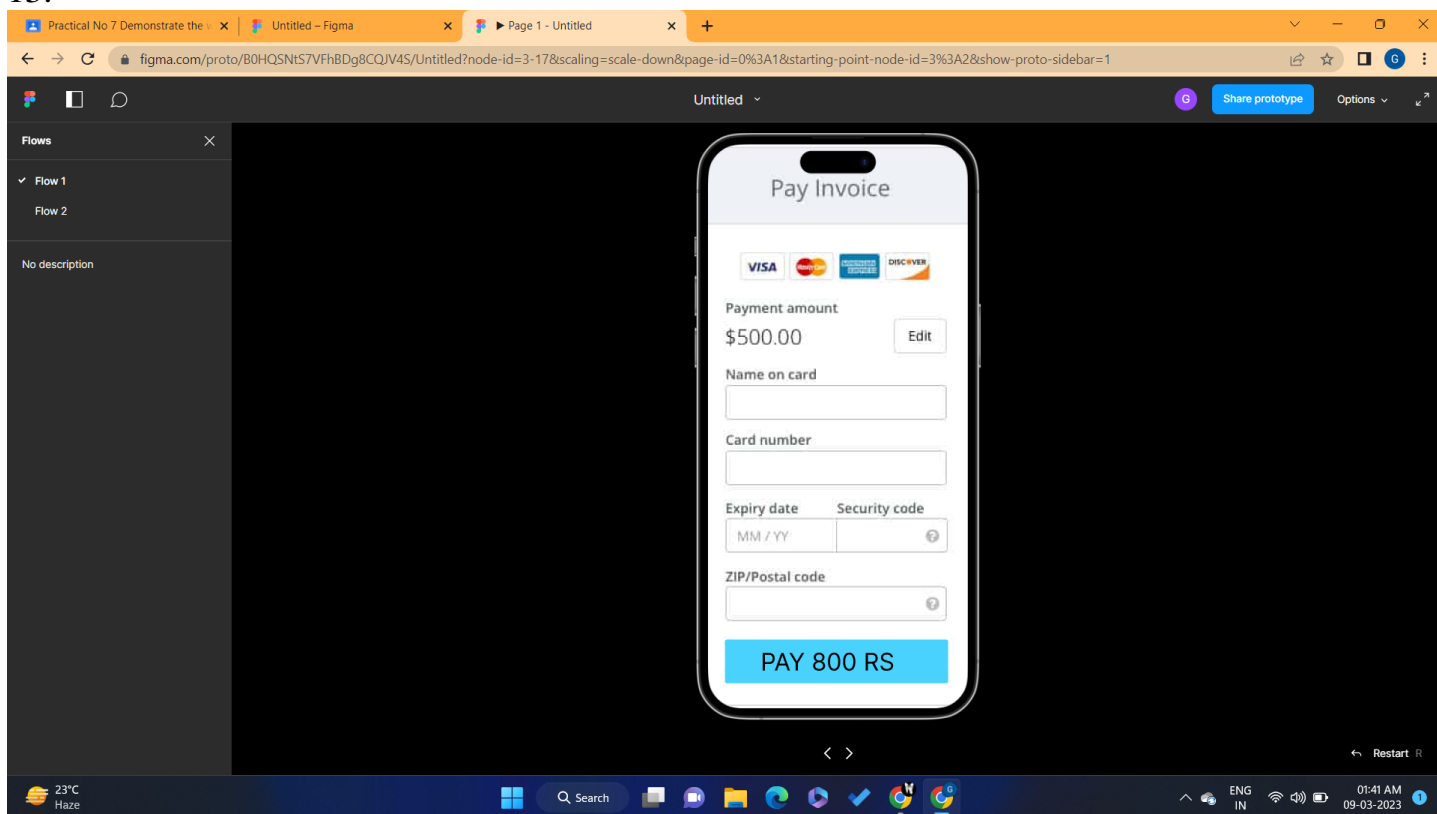 Practical No 7 Demonstrate the v
Untitled – Figma
Page 1 - Untitled
figma.com/proto/B0HQSNtS7VFhBDg8CQJV4S/Untitled?node-id=3-17&scaling=scale-down&page-id=0%3A1&starting-point-node-id=3%3A2&show-proto-sidebar=1
G
Untitled
G
Share prototype
Options
Flows
Flow 1
Flow 2
No description
Pay Invoice
VISA
DISCOVER
Payment amount
$500.00
Edit
Name on card
Card number
Expiry date Security code
MM / YY
ZIP/Postal code
PAY 800 RS
Restart R
23°C
Haze
Search
ENG
IN
01:41 AM
09-03-2023
1